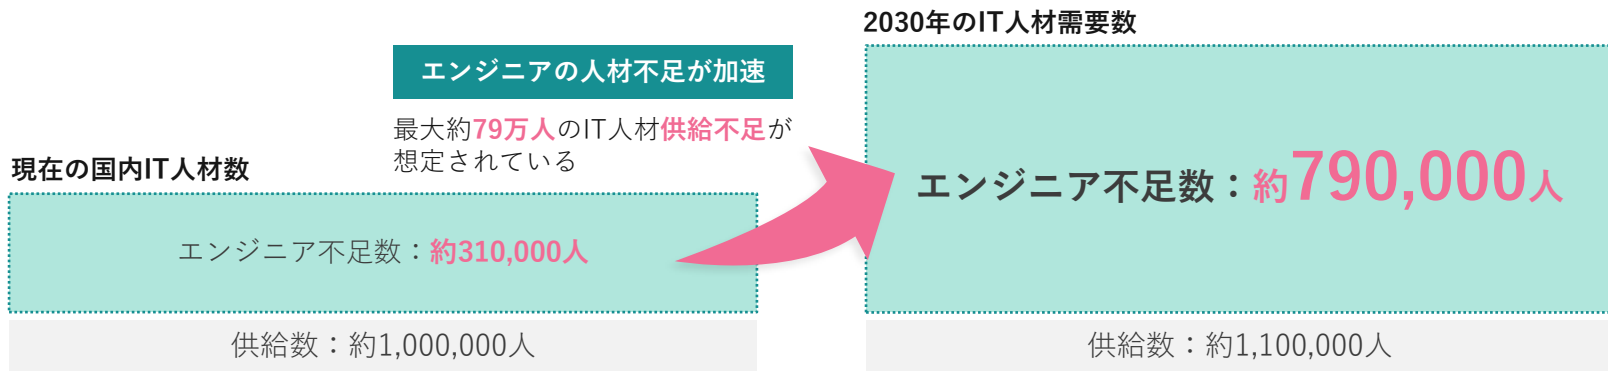 2030年のIT人材需要数
エンジニアの人材不足が加速
最大約79万人のIT人材供給不足が
想定されている
現在の国内IT人材数
エンジニア不足数：約310,000人
供給数：約1,000,000人
エンジニア不足数：約790,000人
供給数：約1,100,000人